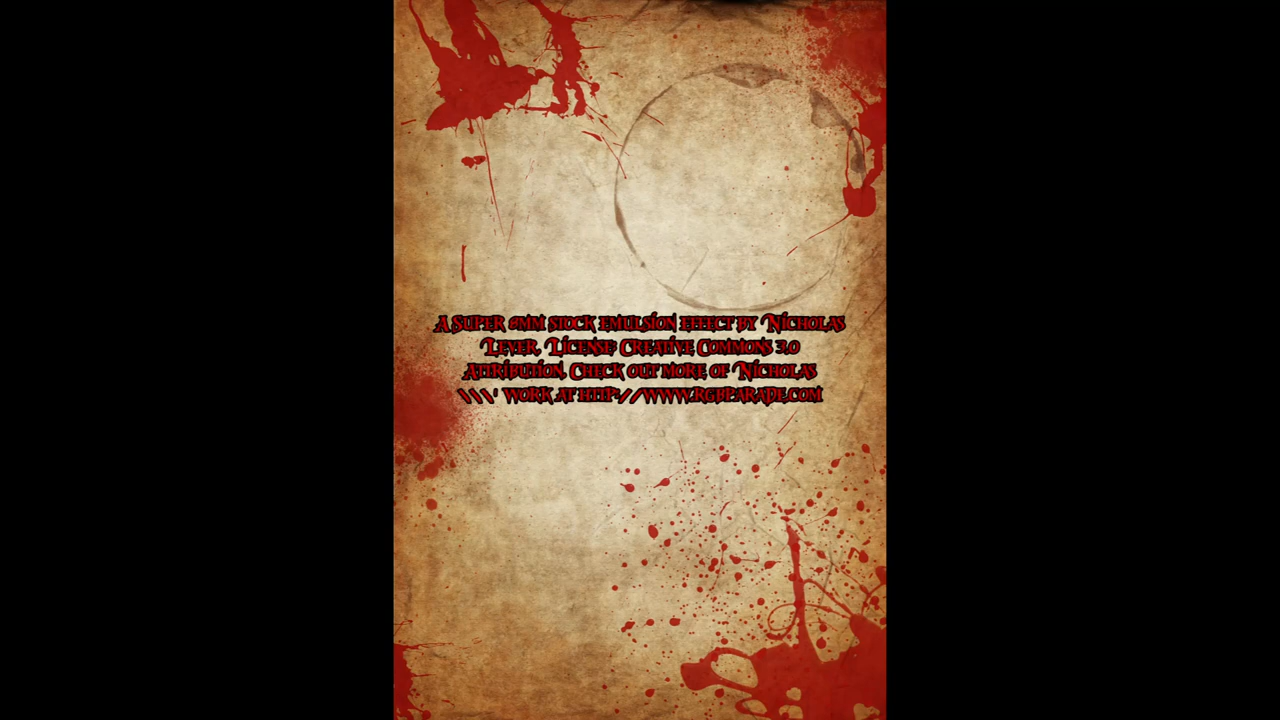 A Super 8mm stock emulsion effect by Nicholas
Lever. License: Creative Commons 3.0
Attribution. Check out more of Nicholas
\\\' work at http://www.rgbparade.com